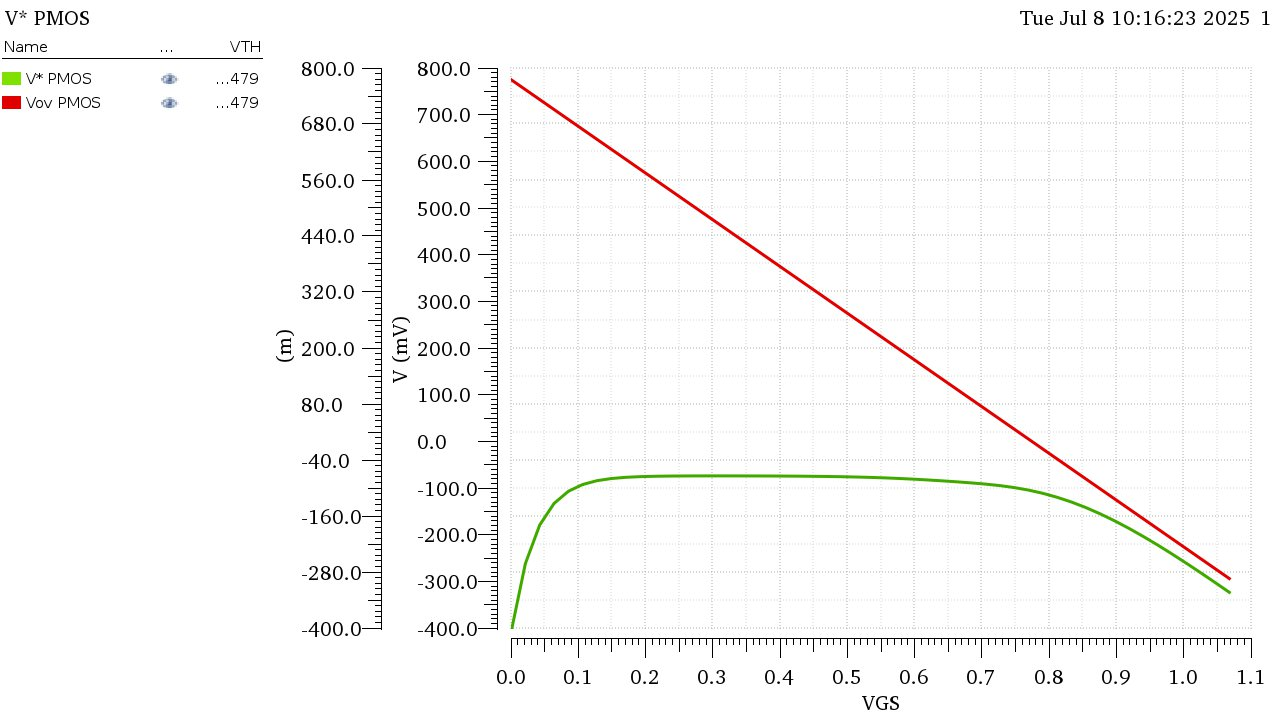 V* PMOS
Tue Jul 8 10:16:23 2025 1
Name ... VTH
V* PMOS ...479
Vov PMOS ...479
800.0 800.0
700.0
680.0
600.0
560.0
500.0
440.0
400.0
320.0
300.0
(m)
V (mV)
200.0 200.0
100.0
80.0
0.0
-40.0
-100.0
-160.0
-200.0
-280.0
-300.0
-400.0 -400.0
0.0 0.1 0.2 0.3 0.4 0.5 0.6 0.7 0.8 0.9 1.0 1.1
VGS